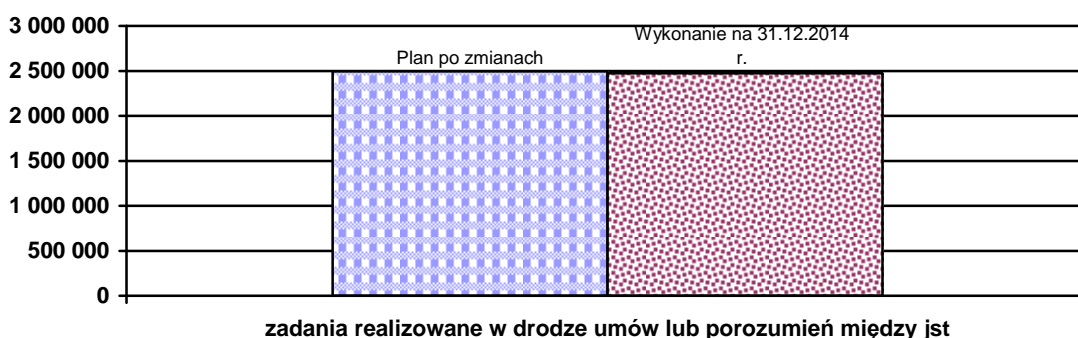 3 000 000
2 500 000
2 000 000
1 500 000
1 000 000
500 000
0
Plan po zmianach
Wykonanie na 31.12.2014
r.
zadania realizowane w drodze umów lub porozumień między jst